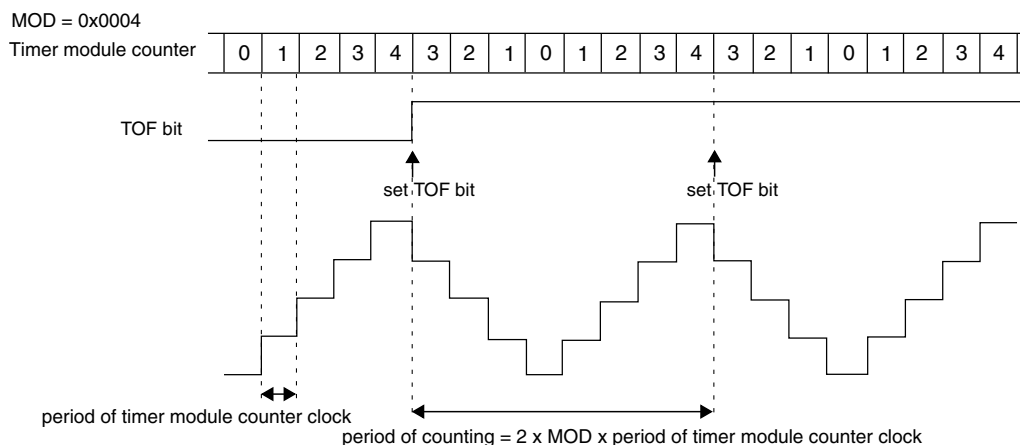 MOD = 0x0004
Timer module counter 0 1 2 3 4 3 2 1 0 1 2 3 4 3 2 1 0 1 2 3 4
TOF bit
set TOF bit set TOF bit
period of timer module counter clock
period of counting = 2 x MOD x period of timer module counter clock